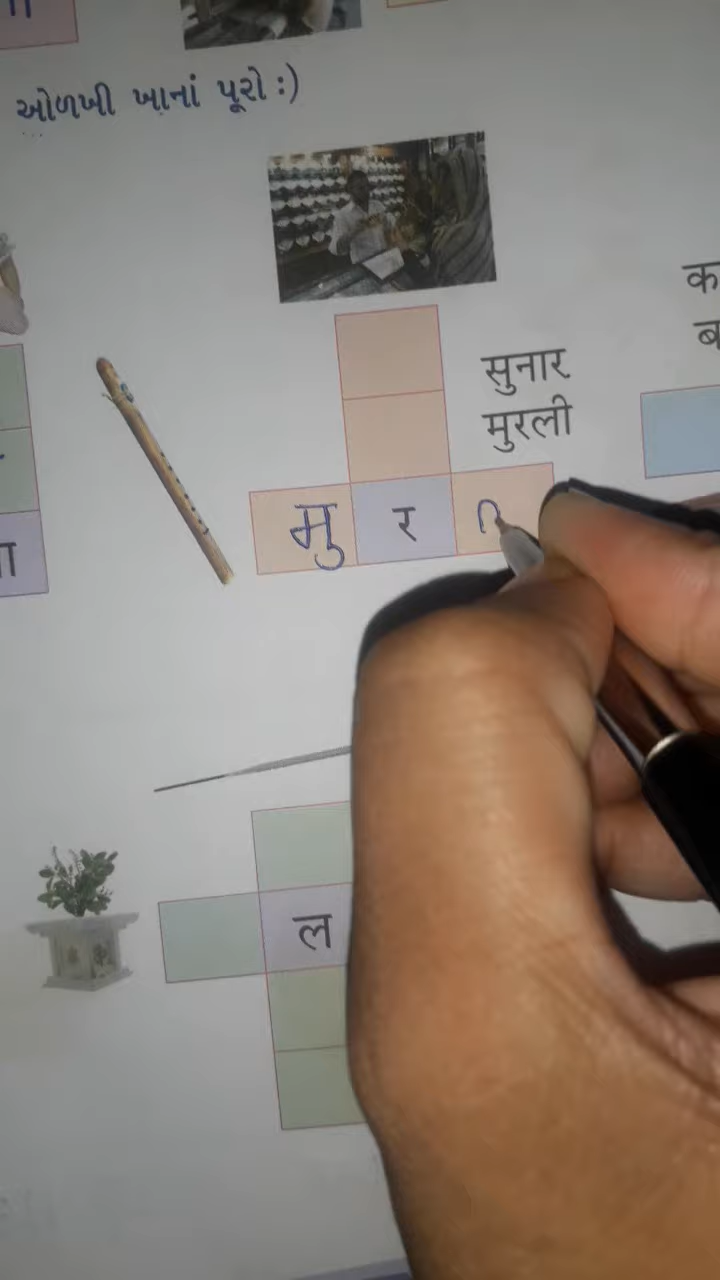 ઓળખી ખાનાં પૂરો :)
सुनार
मुरली
मु र
ल